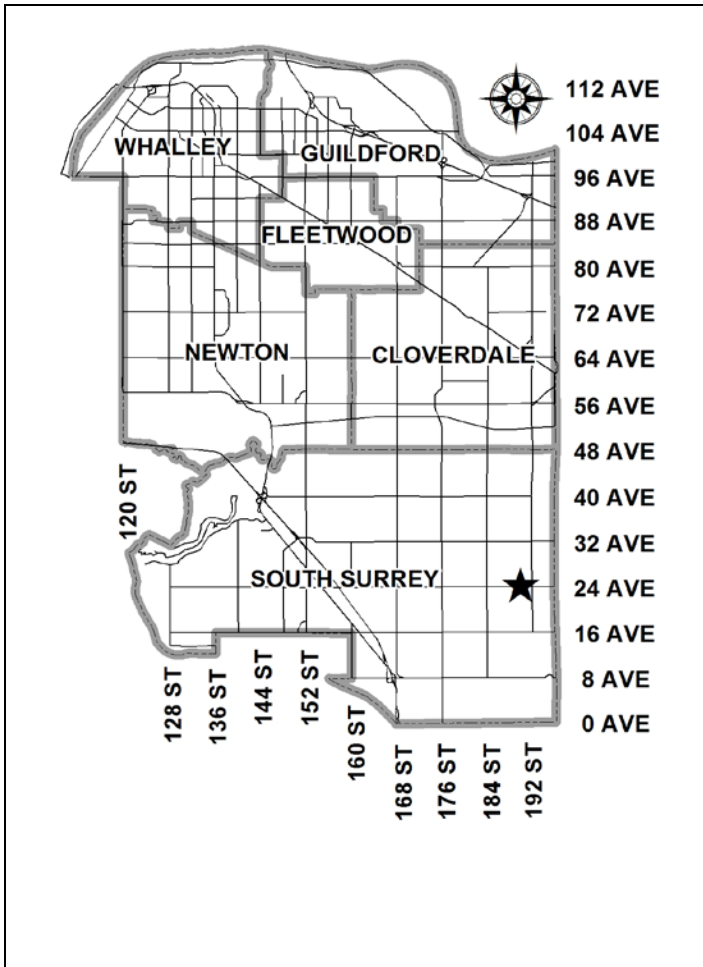 112 AVE
104 AVE
WHALLEY
GUILDFORD
96 AVE
88 AVE
FLEETWOOD
80 AVE
72 AVE
NEWTON
CLOVERDALE
64 AVE
56 AVE
48 AVE
120 ST
40 AVE
32 AVE
SOUTH SURREY
24 AVE
16 AVE
8 AVE
0 AVE
128 ST
136 ST
144 ST
152 ST
160 ST
168 ST
176 ST
184 ST
192 ST